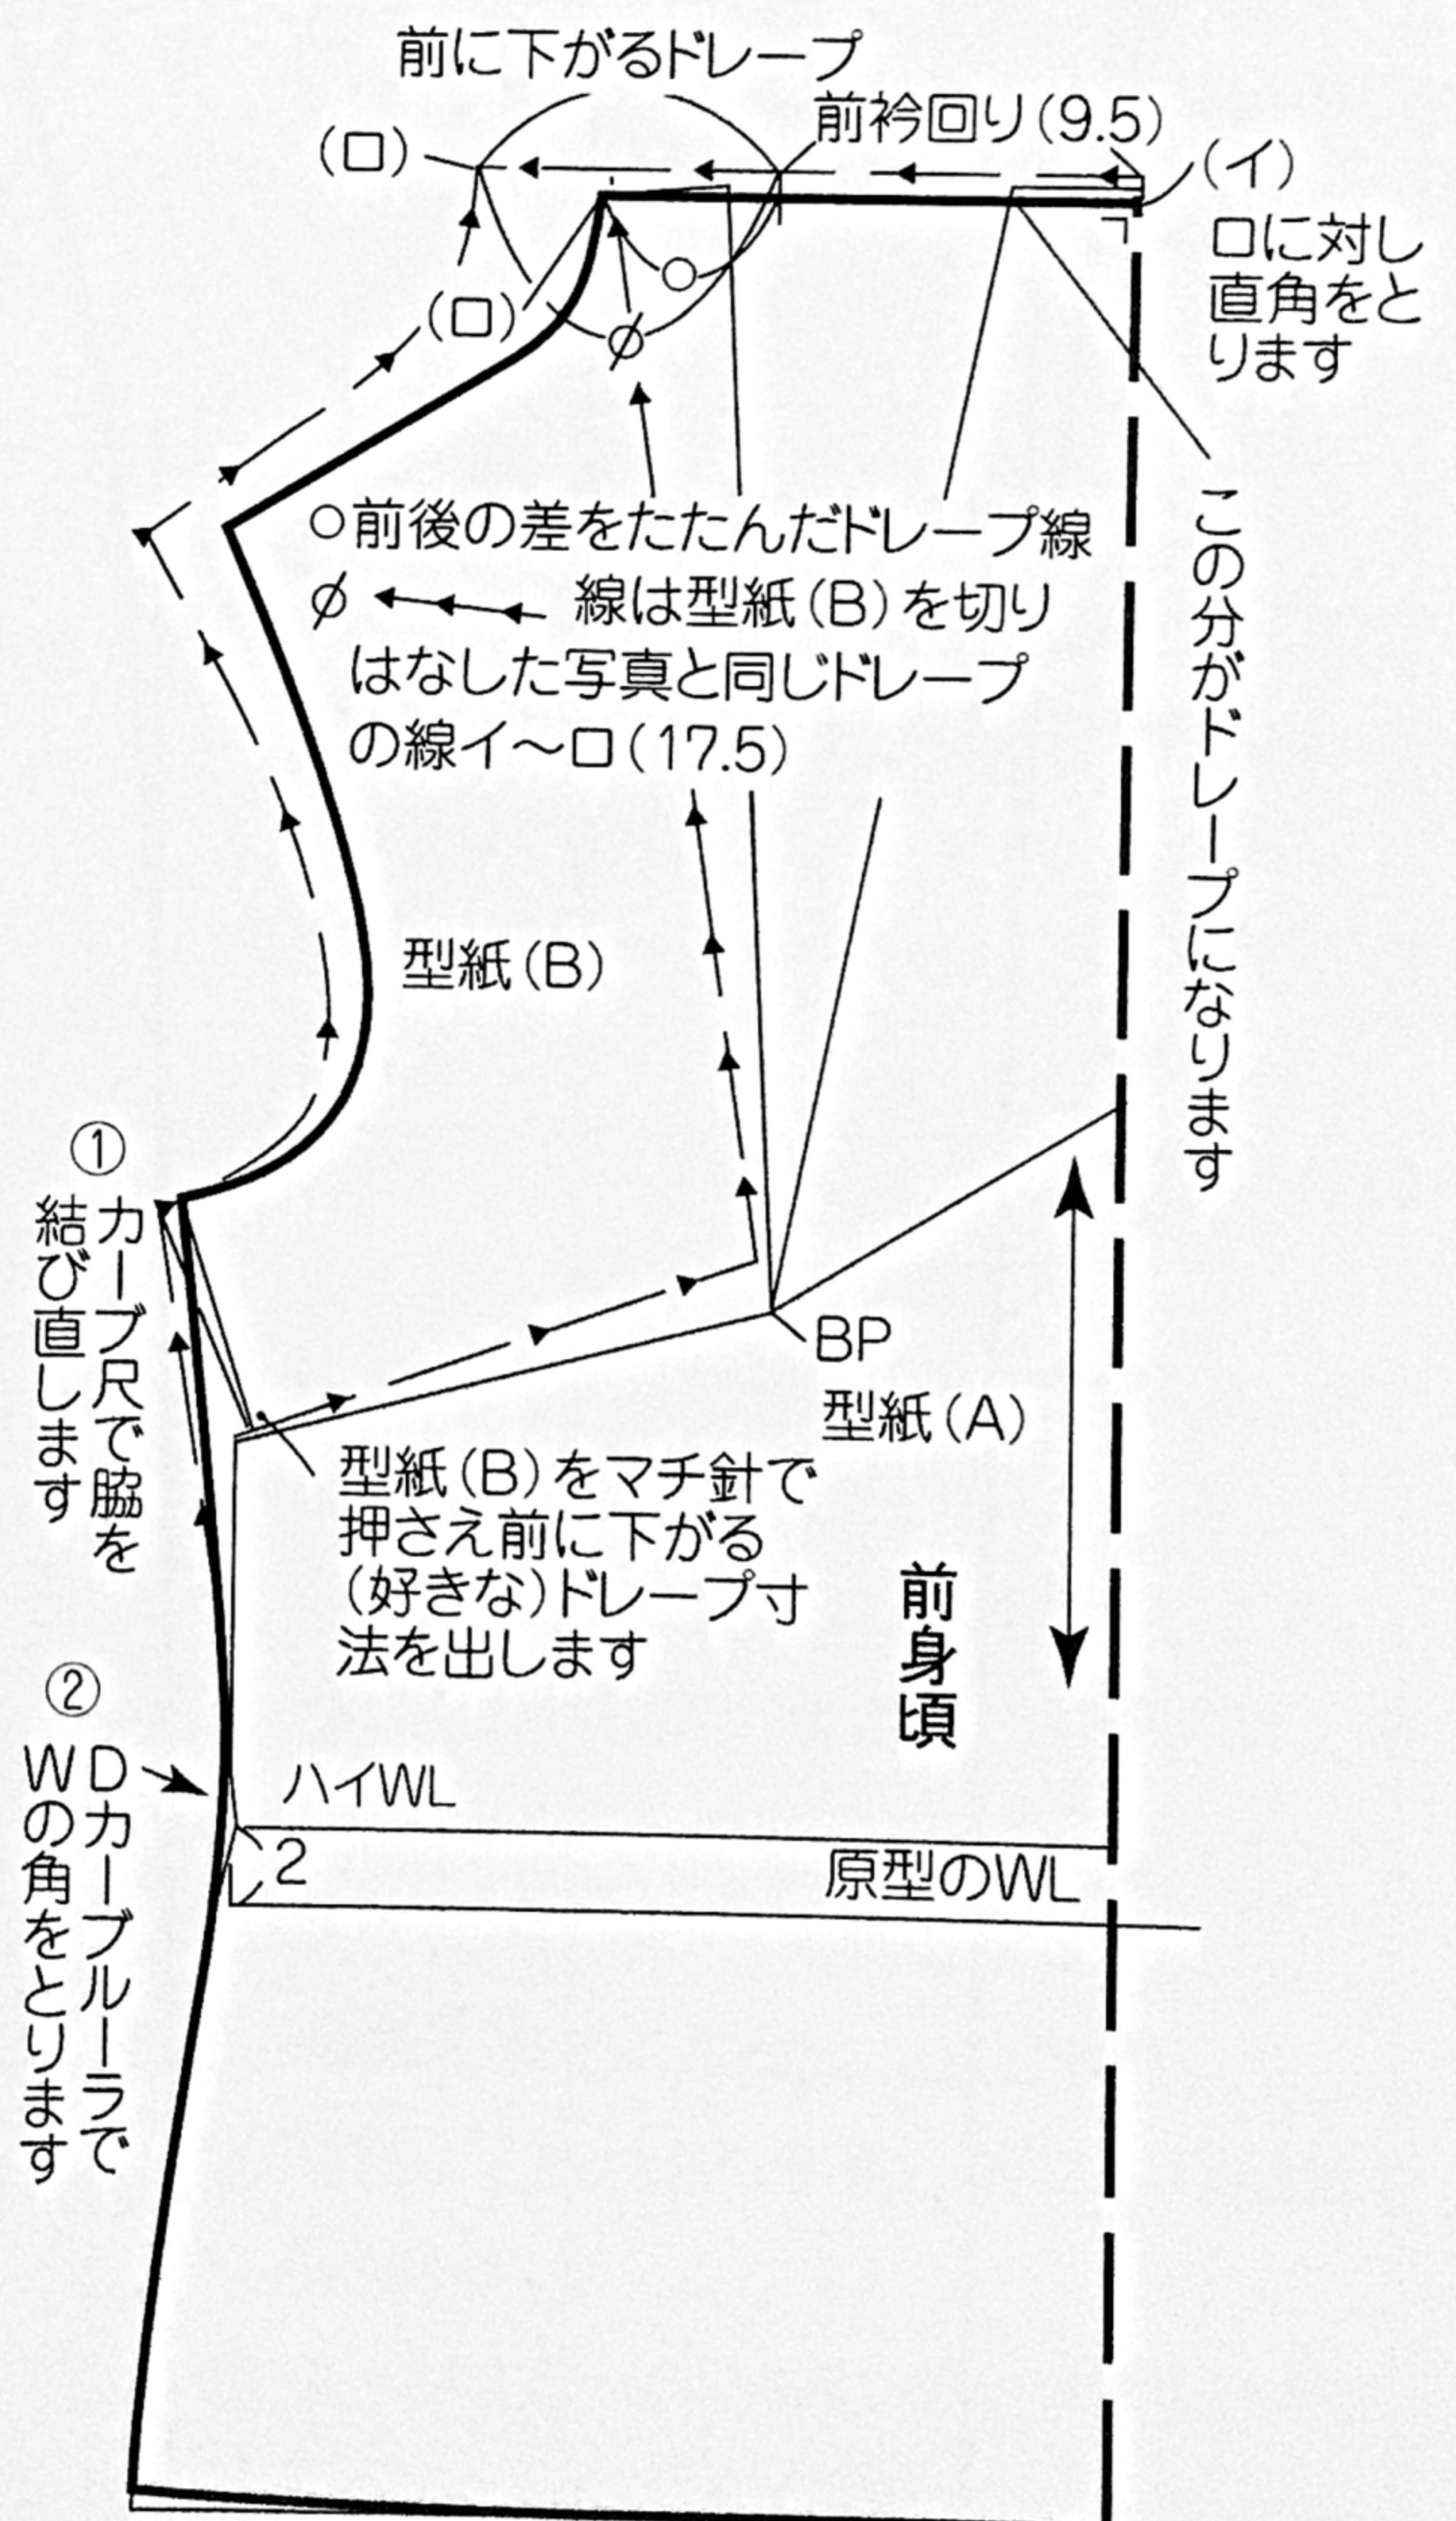 前に下がるドレープ
前衿回り(9.5)
(ロ)
(イ)
ロに対し
直角をと
ります
(ロ)
○
φ
○前後の差をたたんだドレープ線
φ 線は型紙(B)を切り
はなした写真と同じドレープ
の線イ〜ロ(17.5)
この分がドレープになります
型紙(B)
①
カーブ尺で脇を
結び直します
BP
型紙(A)
型紙(B)をマチ針で
押さえ前に下がる
(好きな)ドレープ寸
法を出します
前身頃
②
Dカーブルーラで
Wの角をとります
ハイWL
2
原型のWL